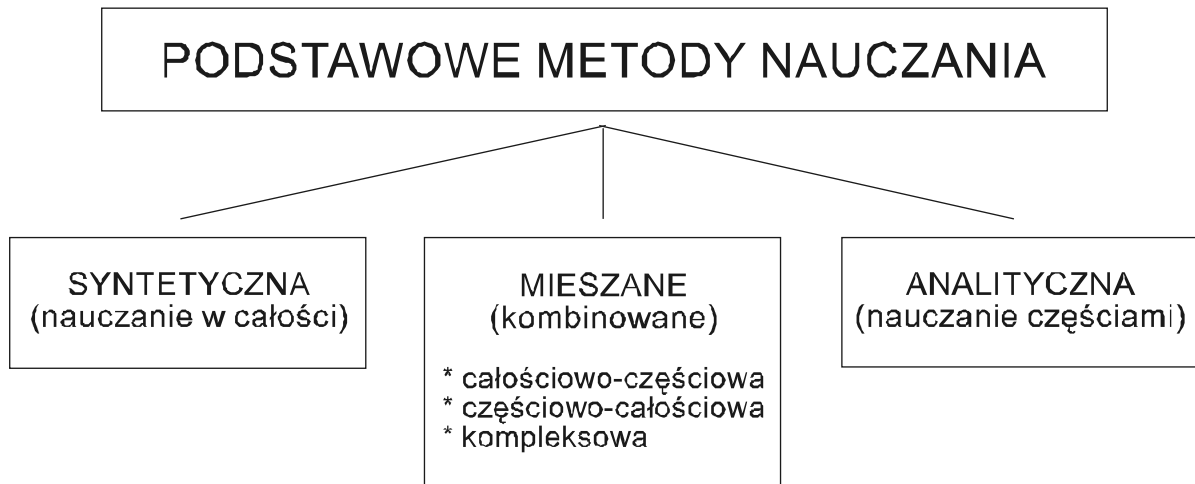 PODSTAWOWE METODY NAUCZANIA
SYNTETYCZNA
(nauczanie w całości)
MIESZANE
(kombinowane)
* całościowo-częściowa
* częściowo-całościowa
* kompleksowa
ANALITYCZNA
(nauczanie częściami)